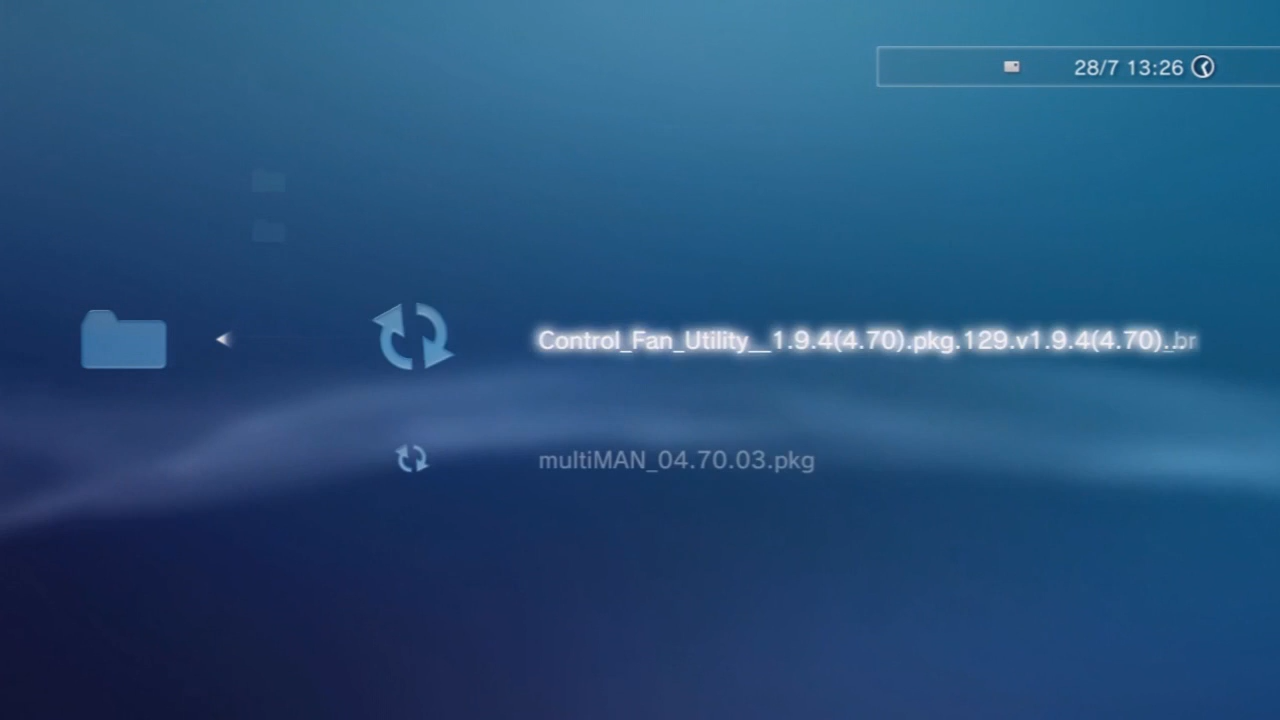 28/7 13:26
Control_Fan_Utility__1.9.4(4.70).pkg.129.v1.9.4(4.70)_br
multiMAN_04.70.03.pkg